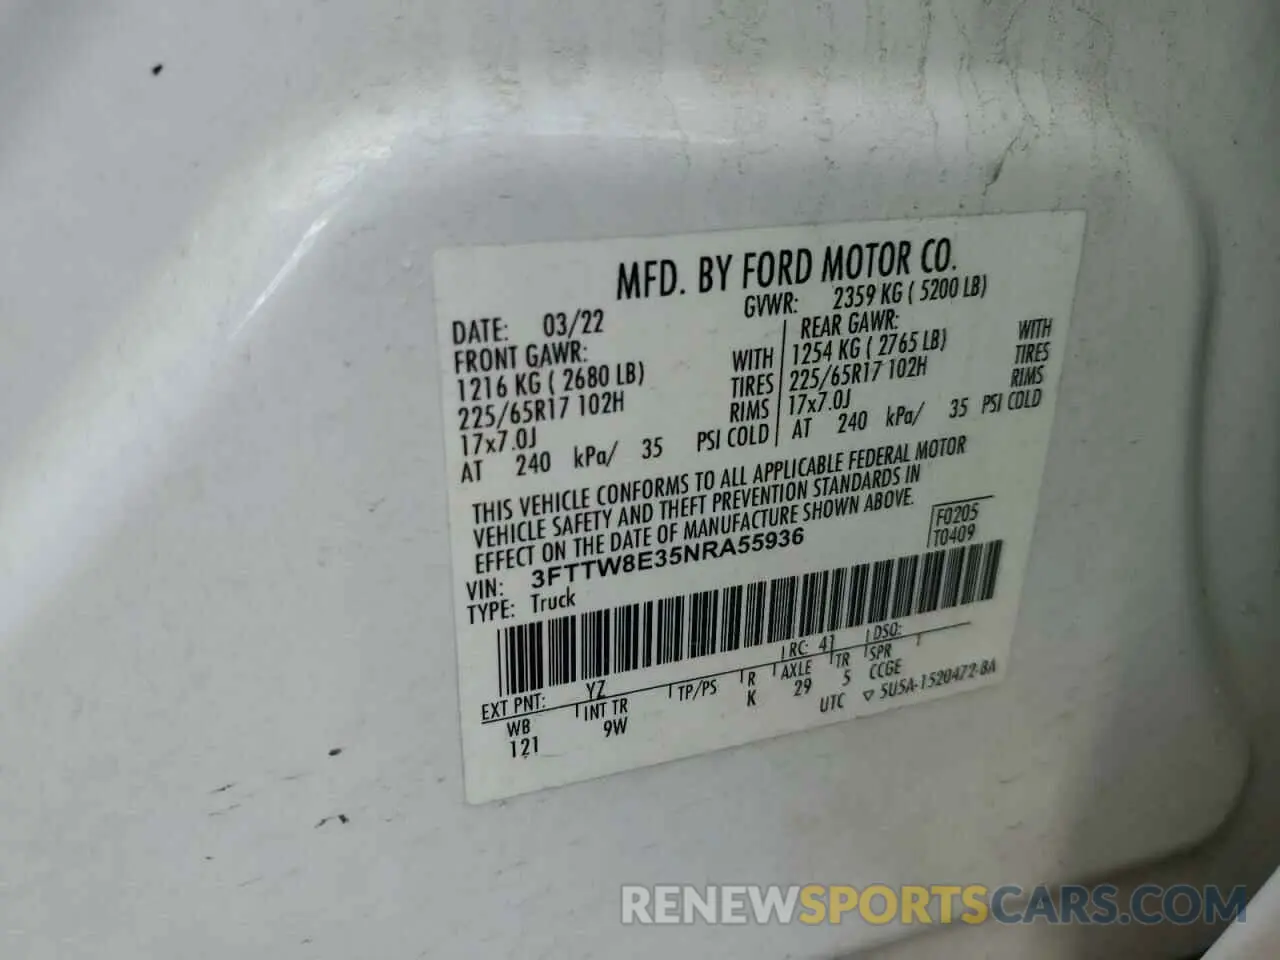 MFD. BY FORD MOTOR CO.
DATE: 03/22 GVWR: 2359 KG ( 5200 LB)
FRONT GAWR: REAR GAWR:
1216 KG ( 2680 LB) WITH 1254 KG ( 2765 LB) WITH
225/65R17 102H TIRES 225/65R17 102H TIRES
17x7.0J RIMS 17x7.0J RIMS
AT 240 kPa/ 35 PSI COLD AT 240 kPa/ 35 PSI COLD
THIS VEHICLE CONFORMS TO ALL APPLICABLE FEDERAL MOTOR
VEHICLE SAFETY AND THEFT PREVENTION STANDARDS IN
EFFECT ON THE DATE OF MANUFACTURE SHOWN ABOVE.
F0205
T0409
VIN: 3FTTW8E35NRA55936
TYPE: Truck
EXT PNT: YZ RC: 41 DSO:
WB INT TR TP/PS R AXLE TR SPR
121 9W K 29 5 CCGE
UTC ▽ 5U5A-1520472-BA
RENEWSPORTSCARS.COM